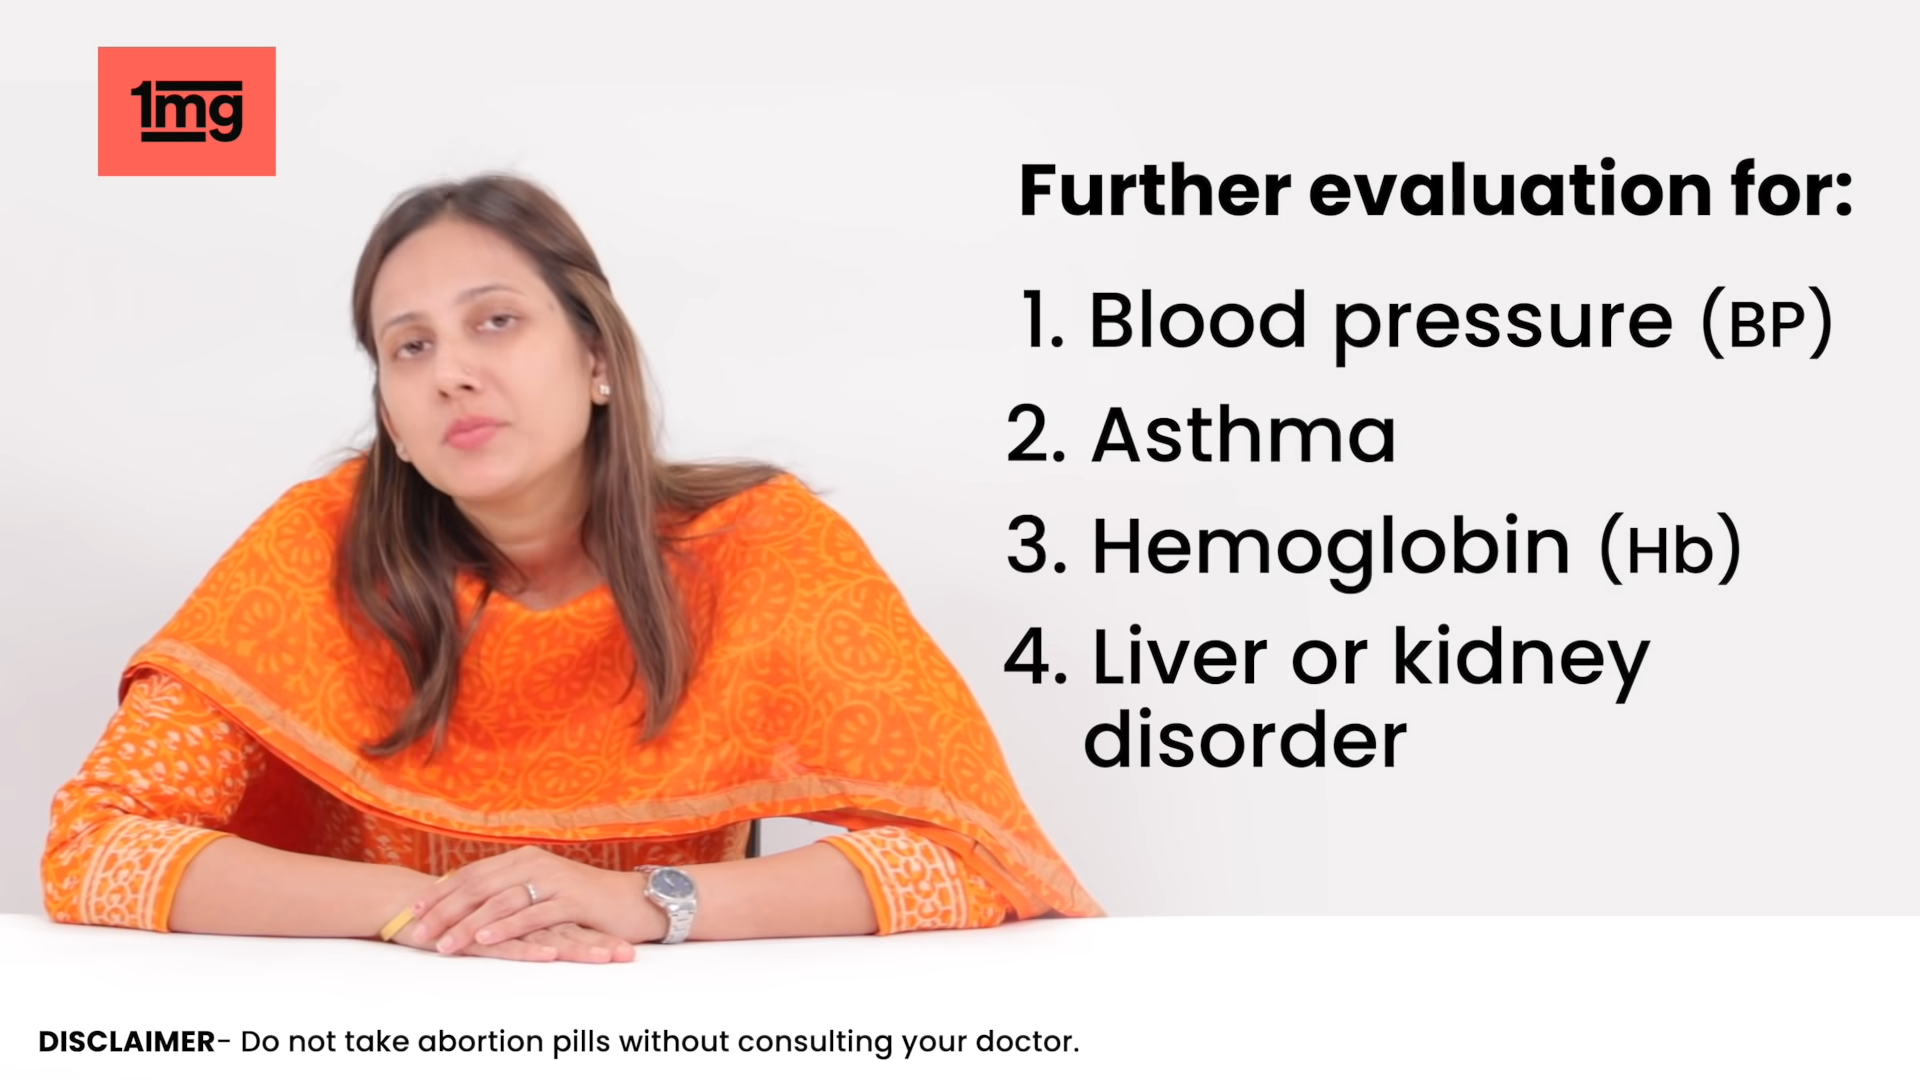 1mg
Further evaluation for:
1. Blood pressure (BP)
2. Asthma
3. Hemoglobin (Hb)
4. Liver or kidney
disorder
DISCLAIMER- Do not take abortion pills without consulting your doctor.